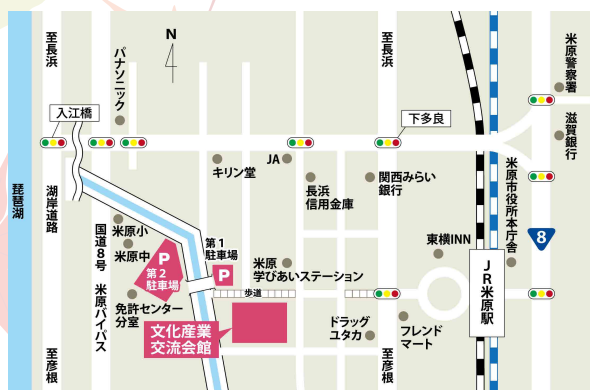 至長浜
N
至長浜
米原警察署
パナソニック
入江橋
下多良
滋賀銀行
キリン堂
JA
長浜
信用金庫
関西みらい
銀行
米原市役所本庁舎
琵琶湖
湖岸道路
国道8号 米原バイパス
米原小
米原中
P
第2
駐車場
第1
駐車場
P
米原
学びあいステーション
東横INN
8
JR米原駅
免許センター
分室
歩道
文化産業
交流会館
ドラッグ
ユタカ
フレンド
マート
至彦根
至彦根